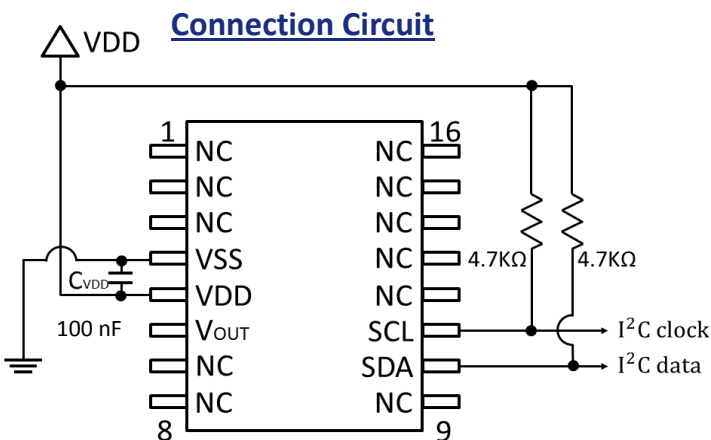 Connection Circuit
VDD
1
16
NC
NC
NC
NC
NC
NC
VSS
NC
4.7KΩ
4.7KΩ
CVDD
VDD
NC
100 nF
VOUT
SCL
I²C clock
NC
SDA
I²C data
NC
NC
8
9